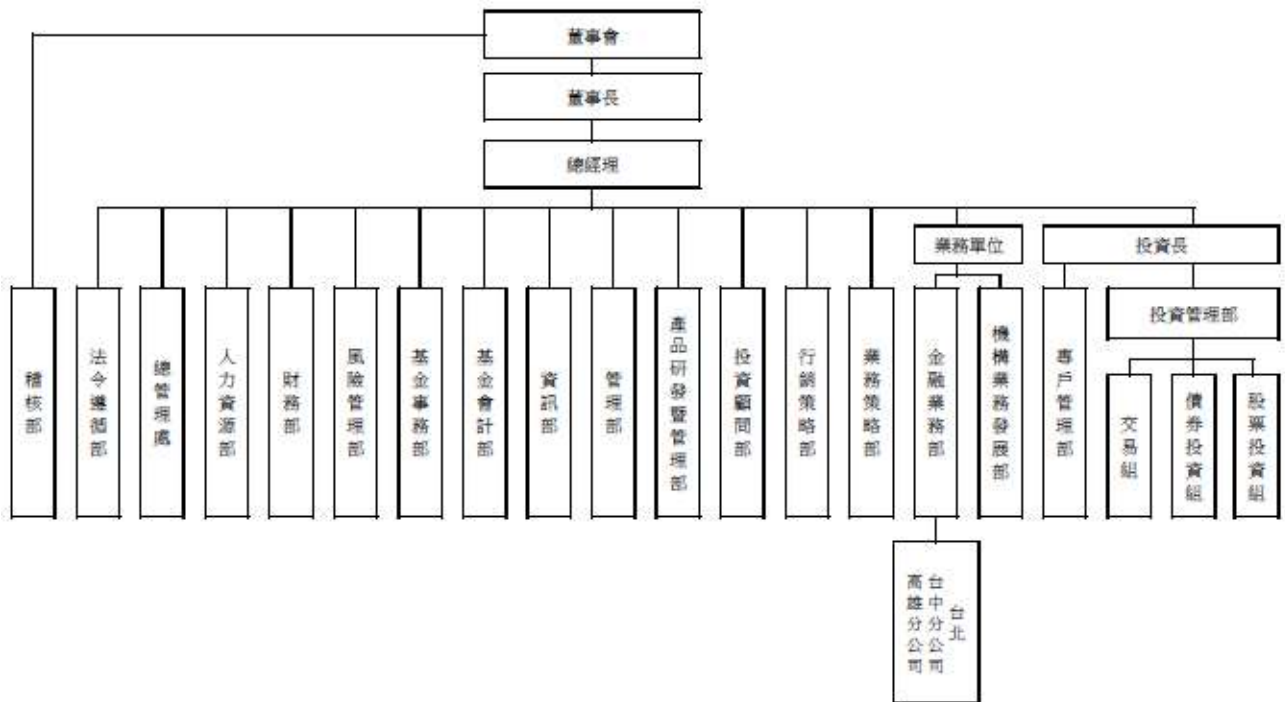 董事會
董事長
總經理
業務單位
投資長
投資管理部
稽核部
法令遵循部
總管理處
人力資源部
財務部
風險管理部
基金事務部
基金會計部
資訊部
管理部
產品研發暨管理部
投資顧問部
行銷策略部
業務策略部
金融業務部
機構業務發展部
專戶管理部
交易組
債券投資組
股票投資組
台北
台中分公司
高雄分公司